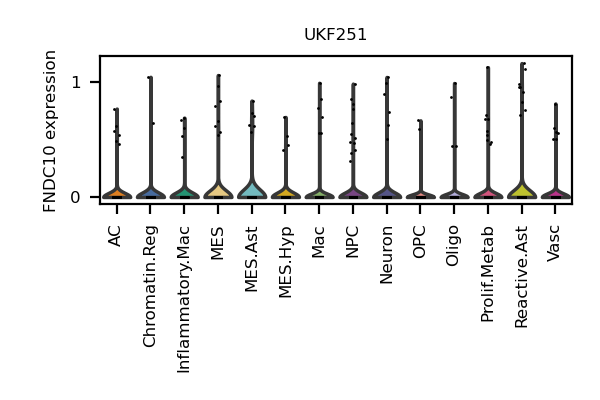 UKF251
FNDC10 expression
1
0
AC
Chromatin.Reg
Inflammatory.Mac
MES
MES.Ast
MES.Hyp
Mac
NPC
Neuron
OPC
Oligo
Prolif.Metab
Reactive.Ast
Vasc